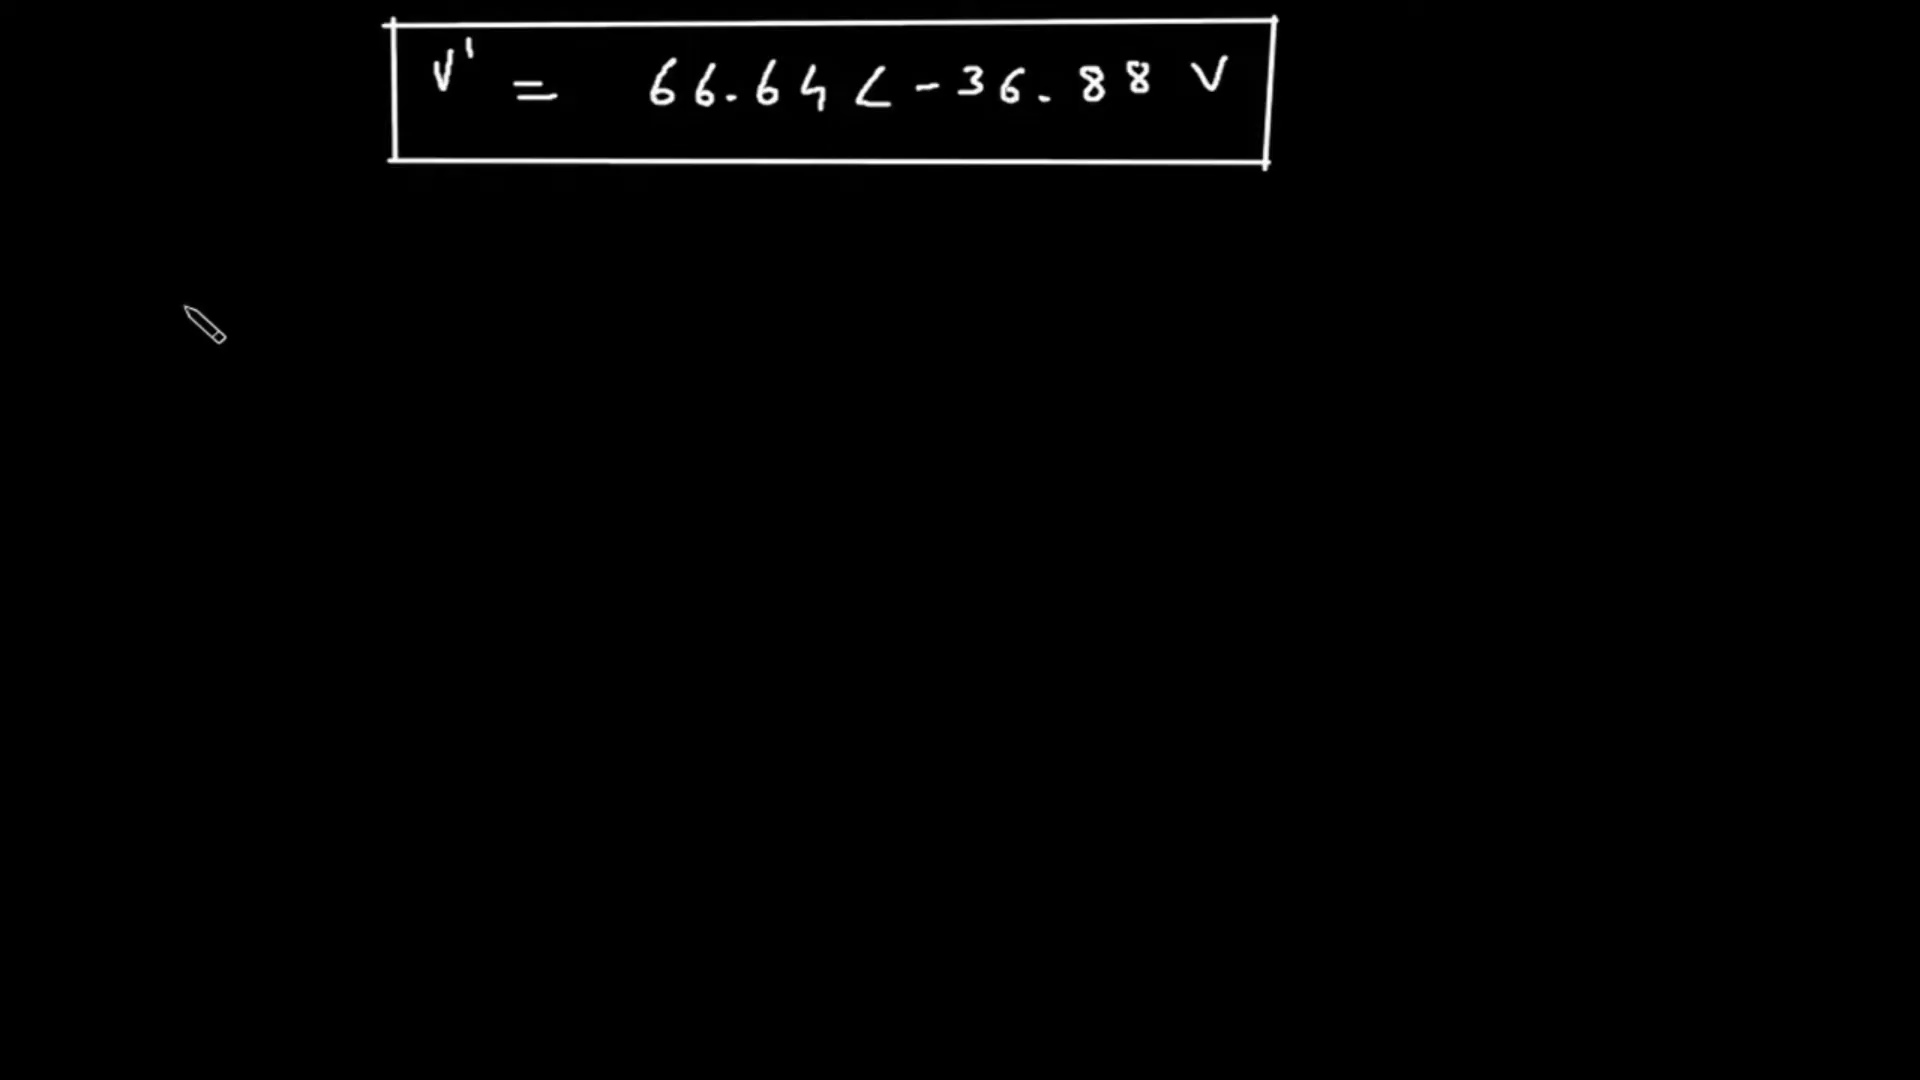 V' = 66.64 ∠ -36.88 V